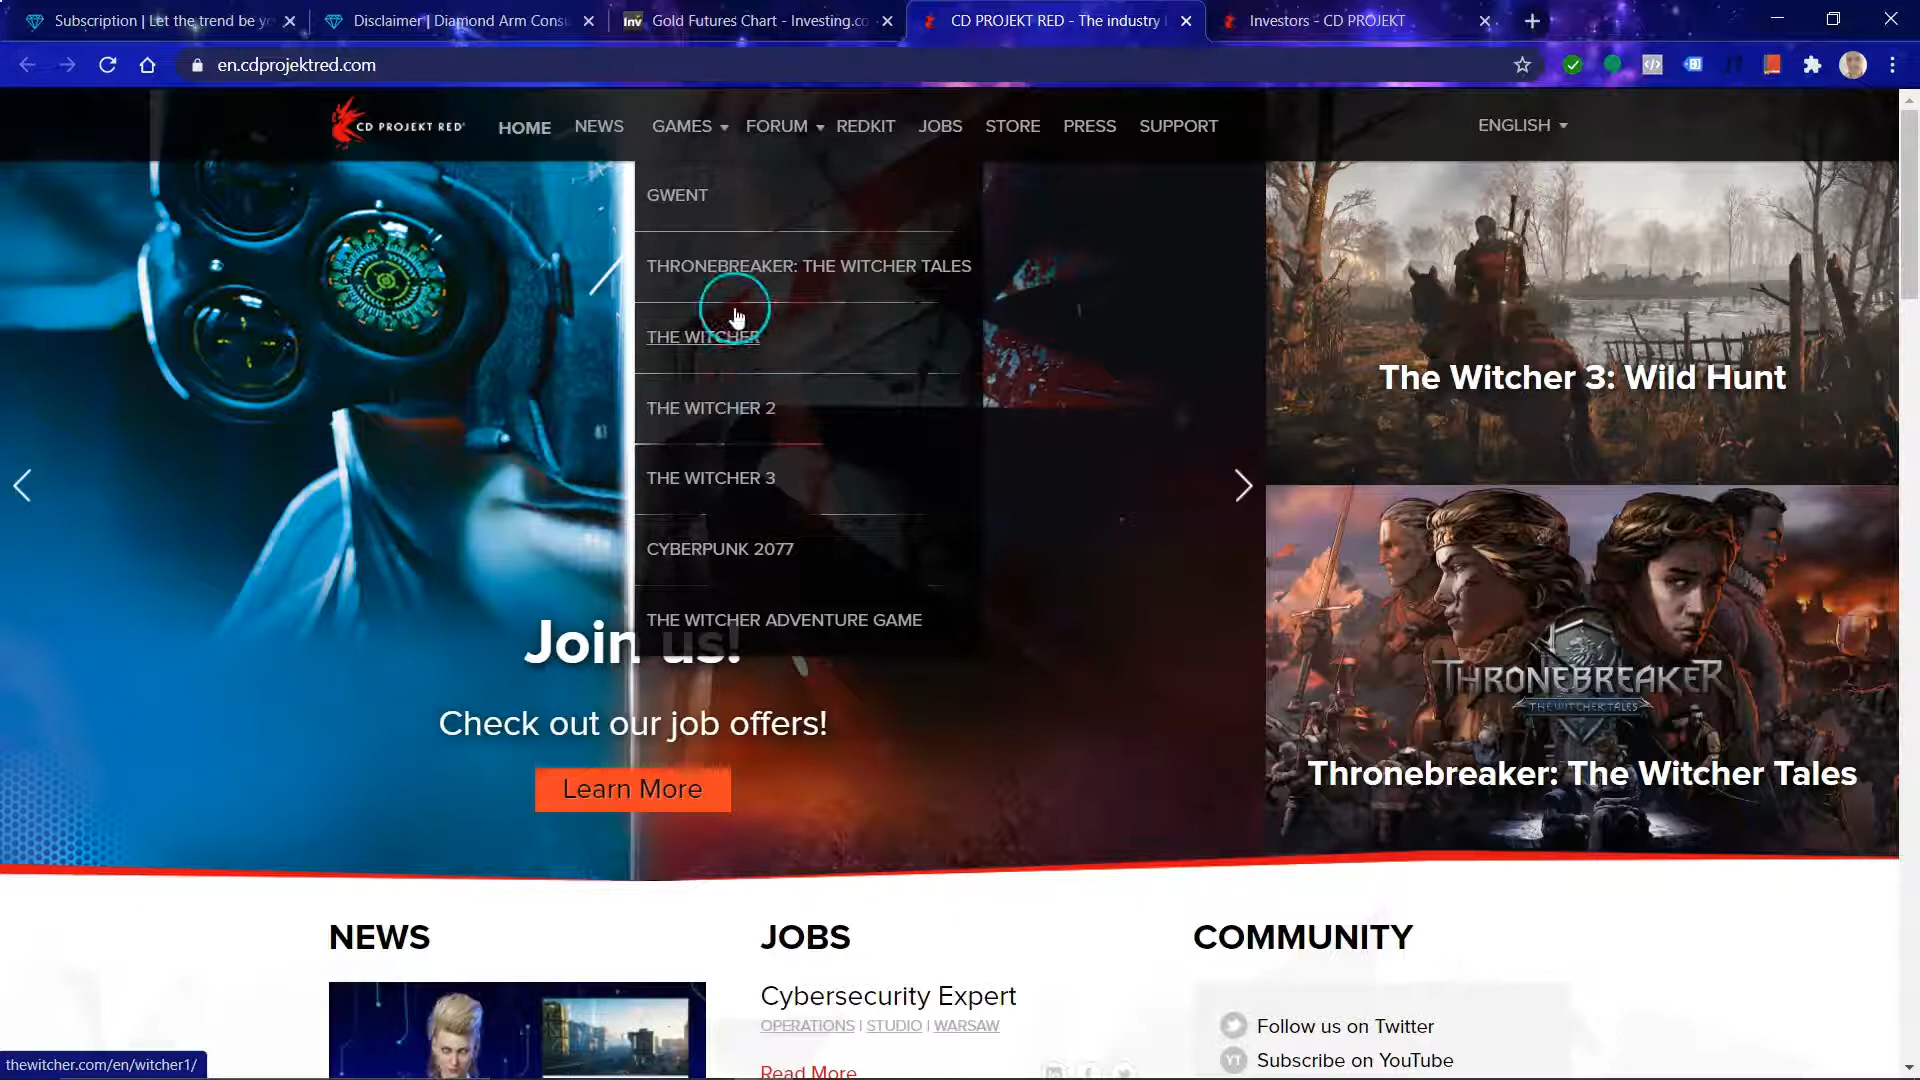 Subscription | Let the trend be yo
Disclaimer | Diamond Arm Consu
Inv Gold Futures Chart - Investing.co
CD PROJEKT RED - The industry l
Investors - CD PROJEKT
en.cdprojektred.com
CD PROJEKT RED
HOME NEWS GAMES FORUM REDKIT JOBS STORE PRESS SUPPORT
ENGLISH
GWENT
THRONEBREAKER: THE WITCHER TALES
THE WITCHER
THE WITCHER 2
THE WITCHER 3
CYBERPUNK 2077
THE WITCHER ADVENTURE GAME
Join us!
Check out our job offers!
Learn More
The Witcher 3: Wild Hunt
THRONEBREAKER
THE WITCHER TALES
Thronebreaker: The Witcher Tales
NEWS
JOBS
Cybersecurity Expert
OPERATIONS | STUDIO | WARSAW
Read More
COMMUNITY
Follow us on Twitter
YT Subscribe on YouTube
thewitcher.com/en/witcher1/